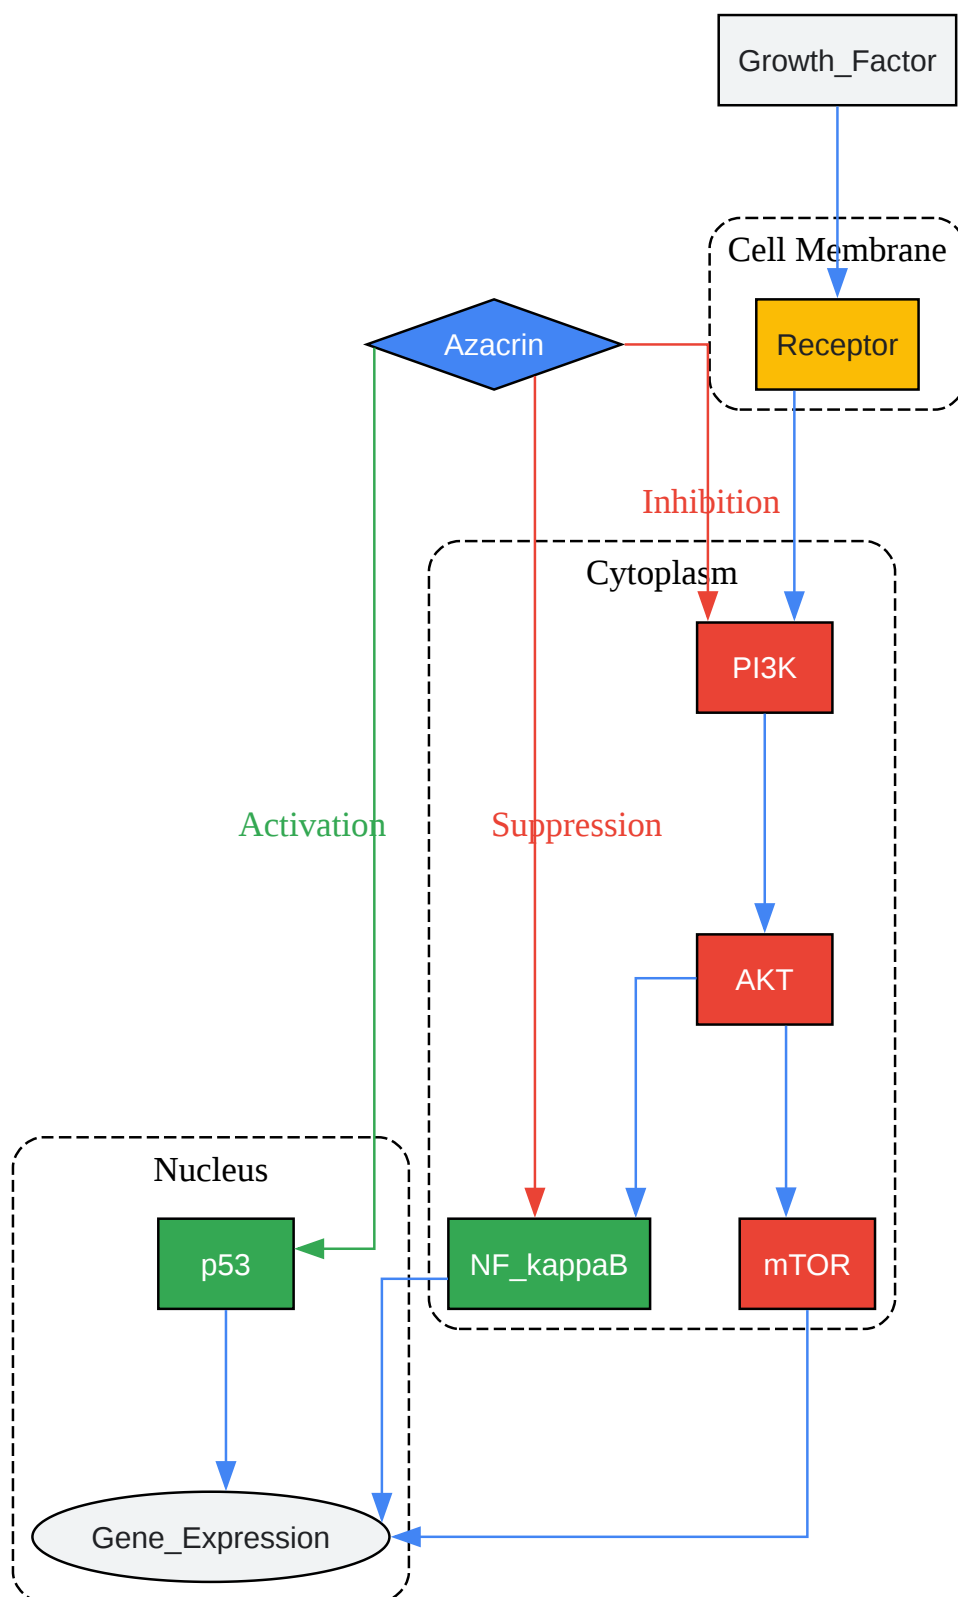 Growth_Factor
Cell Membrane
Azacrin
Receptor
Inhibition
Cytoplasm
PI3K
Activation
Suppression
AKT
Nucleus
p53
NF_kappaB
mTOR
Gene_Expression